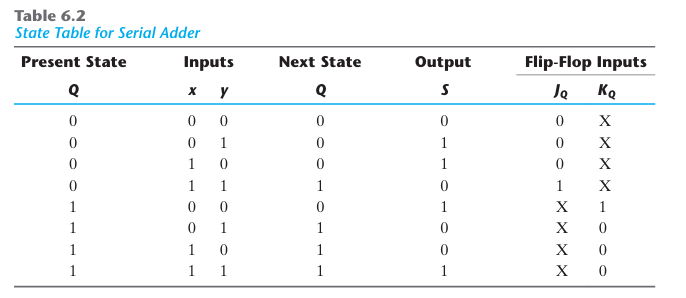 Table 6.2
State Table for Serial Adder
Present State Inputs Next State Output Flip-Flop Inputs
Q x y Q S JQ KQ
0 0 0 0 0 0 X
0 0 1 0 1 0 X
0 1 0 0 1 0 X
0 1 1 1 0 1 X
1 0 0 0 1 X 1
1 0 1 1 0 X 0
1 1 0 1 0 X 0
1 1 1 1 1 X 0